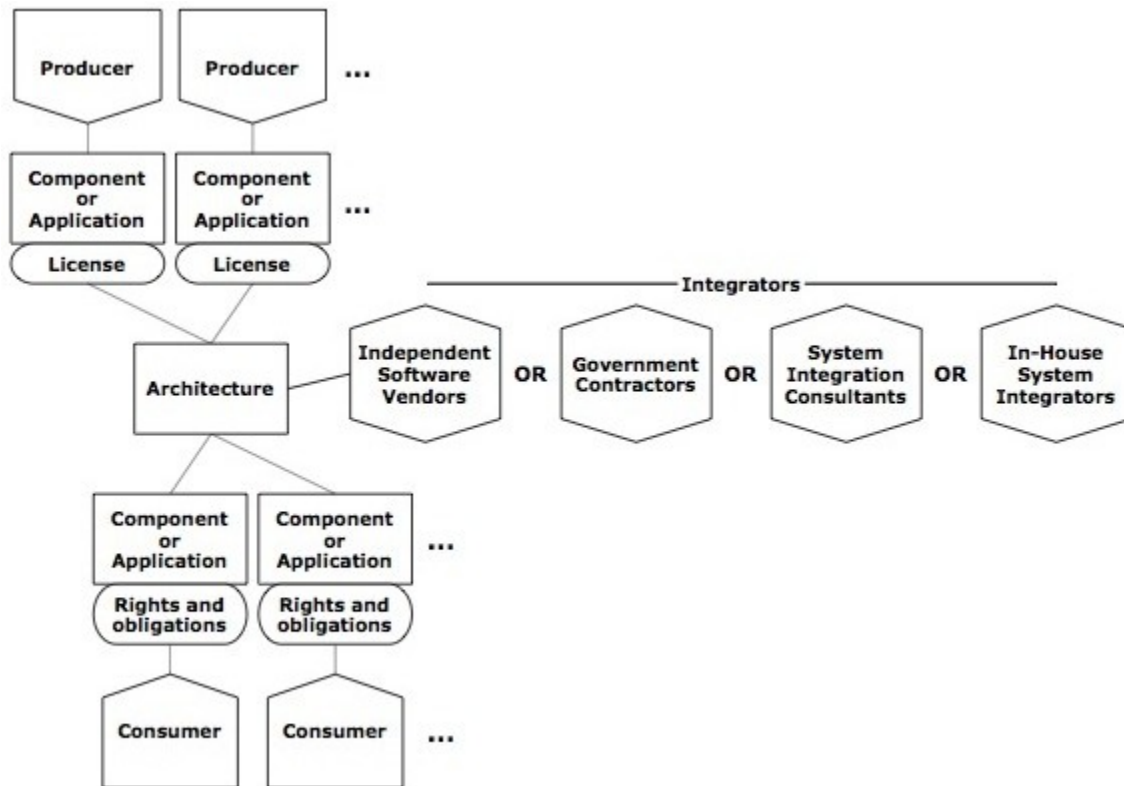 Producer
Producer
...
Component
or
Application
Component
or
Application
...
License
License
Integrators
Architecture
Independent
Software
Vendors
OR
Government
Contractors
OR
System
Integration
Consultants
OR
In-House
System
Integrators
Component
or
Application
Component
or
Application
...
Rights and
obligations
Rights and
obligations
Consumer
Consumer
...